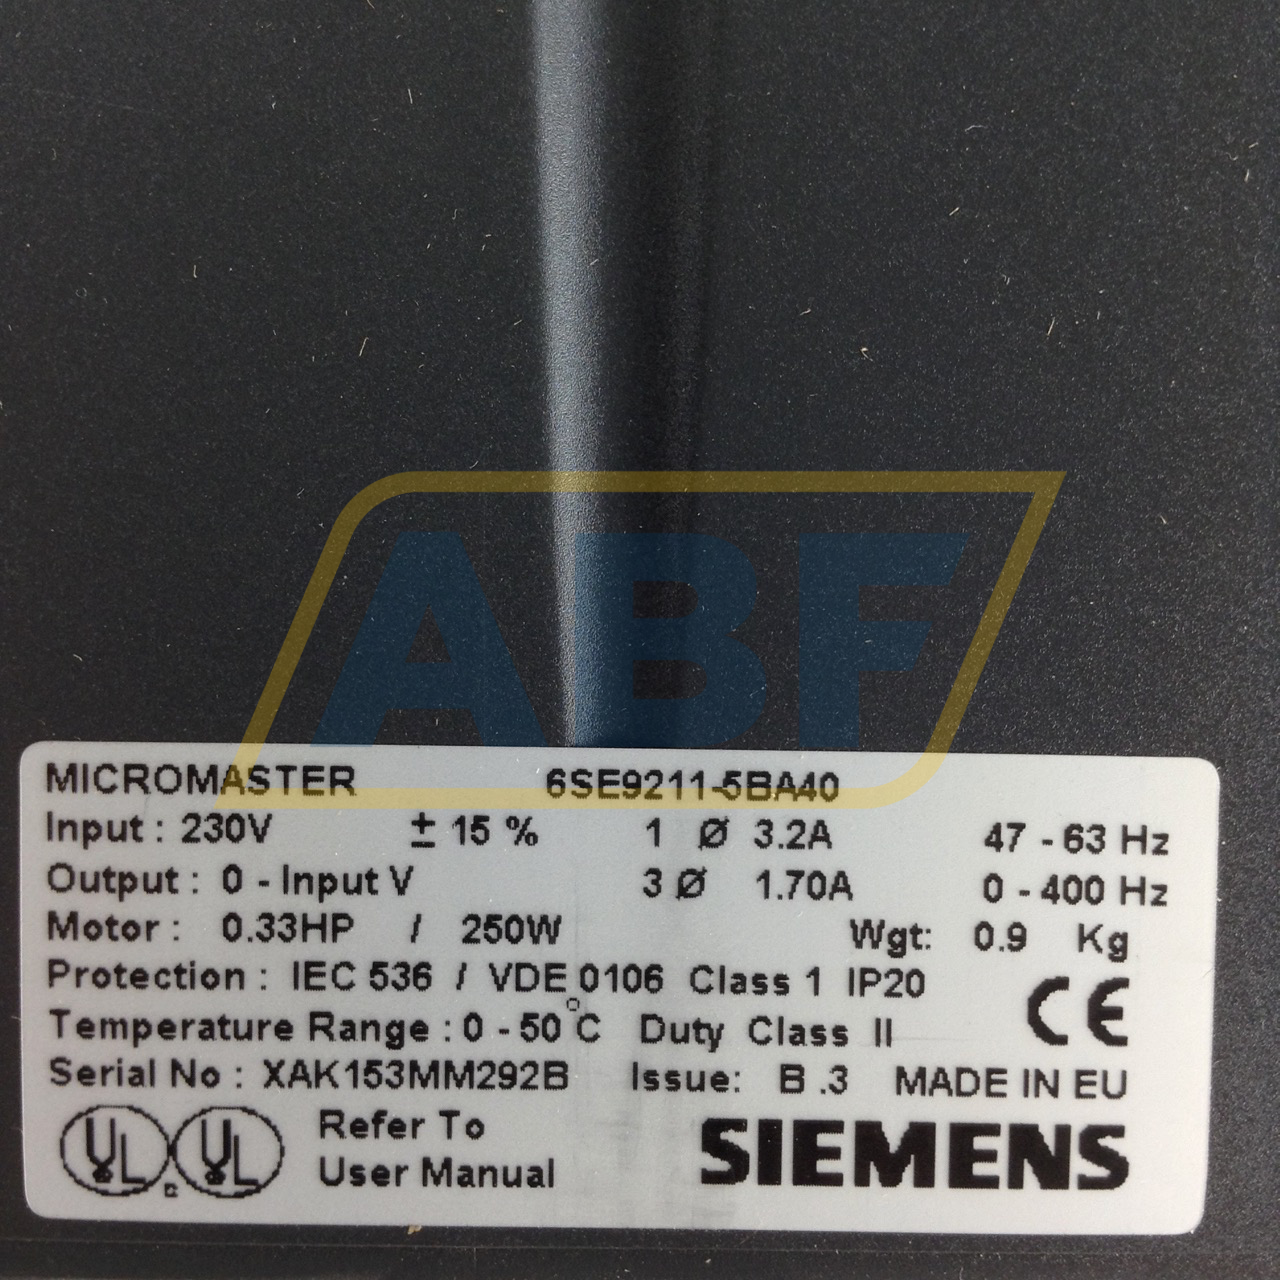 ABF
MICROMASTER 6SE9211-5BA40
Input : 230V ± 15 % 1 Ø 3.2A 47 - 63 Hz
Output : 0 - Input V 3 Ø 1.70A 0 - 400 Hz
Motor : 0.33HP / 250W Wgt: 0.9 Kg
Protection : IEC 536 / VDE 0106 Class 1 IP20
CE
Temperature Range : 0 - 50°C Duty Class II
Serial No : XAK153MM292B Issue: B .3 MADE IN EU
UL c UL Refer To
User Manual
SIEMENS